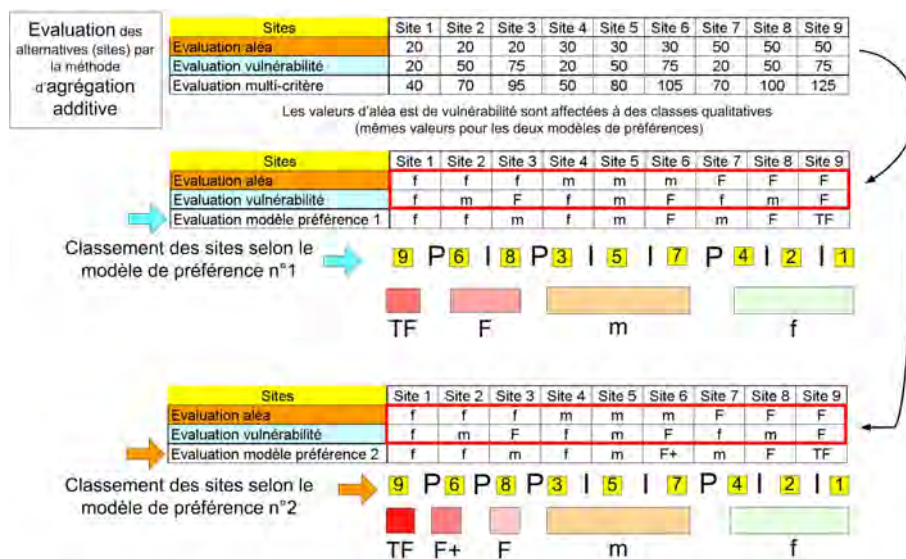 Evaluation des
alternatives (sites) par
la méthode
d'agrégation
additive
Sites Site 1 Site 2 Site 3 Site 4 Site 5 Site 6 Site 7 Site 8 Site 9
Evaluation aléa 20 20 20 30 30 30 50 50 50
Evaluation vulnérabilité 20 50 75 20 50 75 20 50 75
Evaluation multi-critère 40 70 95 50 80 105 70 100 125
Les valeurs d'aléa est de vulnérabilité sont affectées à des classes qualitatives
(mêmes valeurs pour les deux modèles de préférences)
Sites Site 1 Site 2 Site 3 Site 4 Site 5 Site 6 Site 7 Site 8 Site 9
Evaluation aléa f f f m m m F F F
Evaluation vulnérabilité f m F f m F f m F
Evaluation modèle préférence 1 f f m f m F m F TF
Classement des sites selon le
modèle de préférence n°1
9 P 6 I 8 P 3 I 5 I 7 P 4 I 2 I 1
TF F m f
Sites Site 1 Site 2 Site 3 Site 4 Site 5 Site 6 Site 7 Site 8 Site 9
Evaluation aléa f f f m m m F F F
Evaluation vulnérabilité f m F f m F f m F
Evaluation modèle préférence 2 f f m f m F+ m F TF
Classement des sites selon le
modèle de préférence n°2
9 P 6 P 8 P 3 I 5 I 7 P 4 I 2 I 1
TF F+ F m f